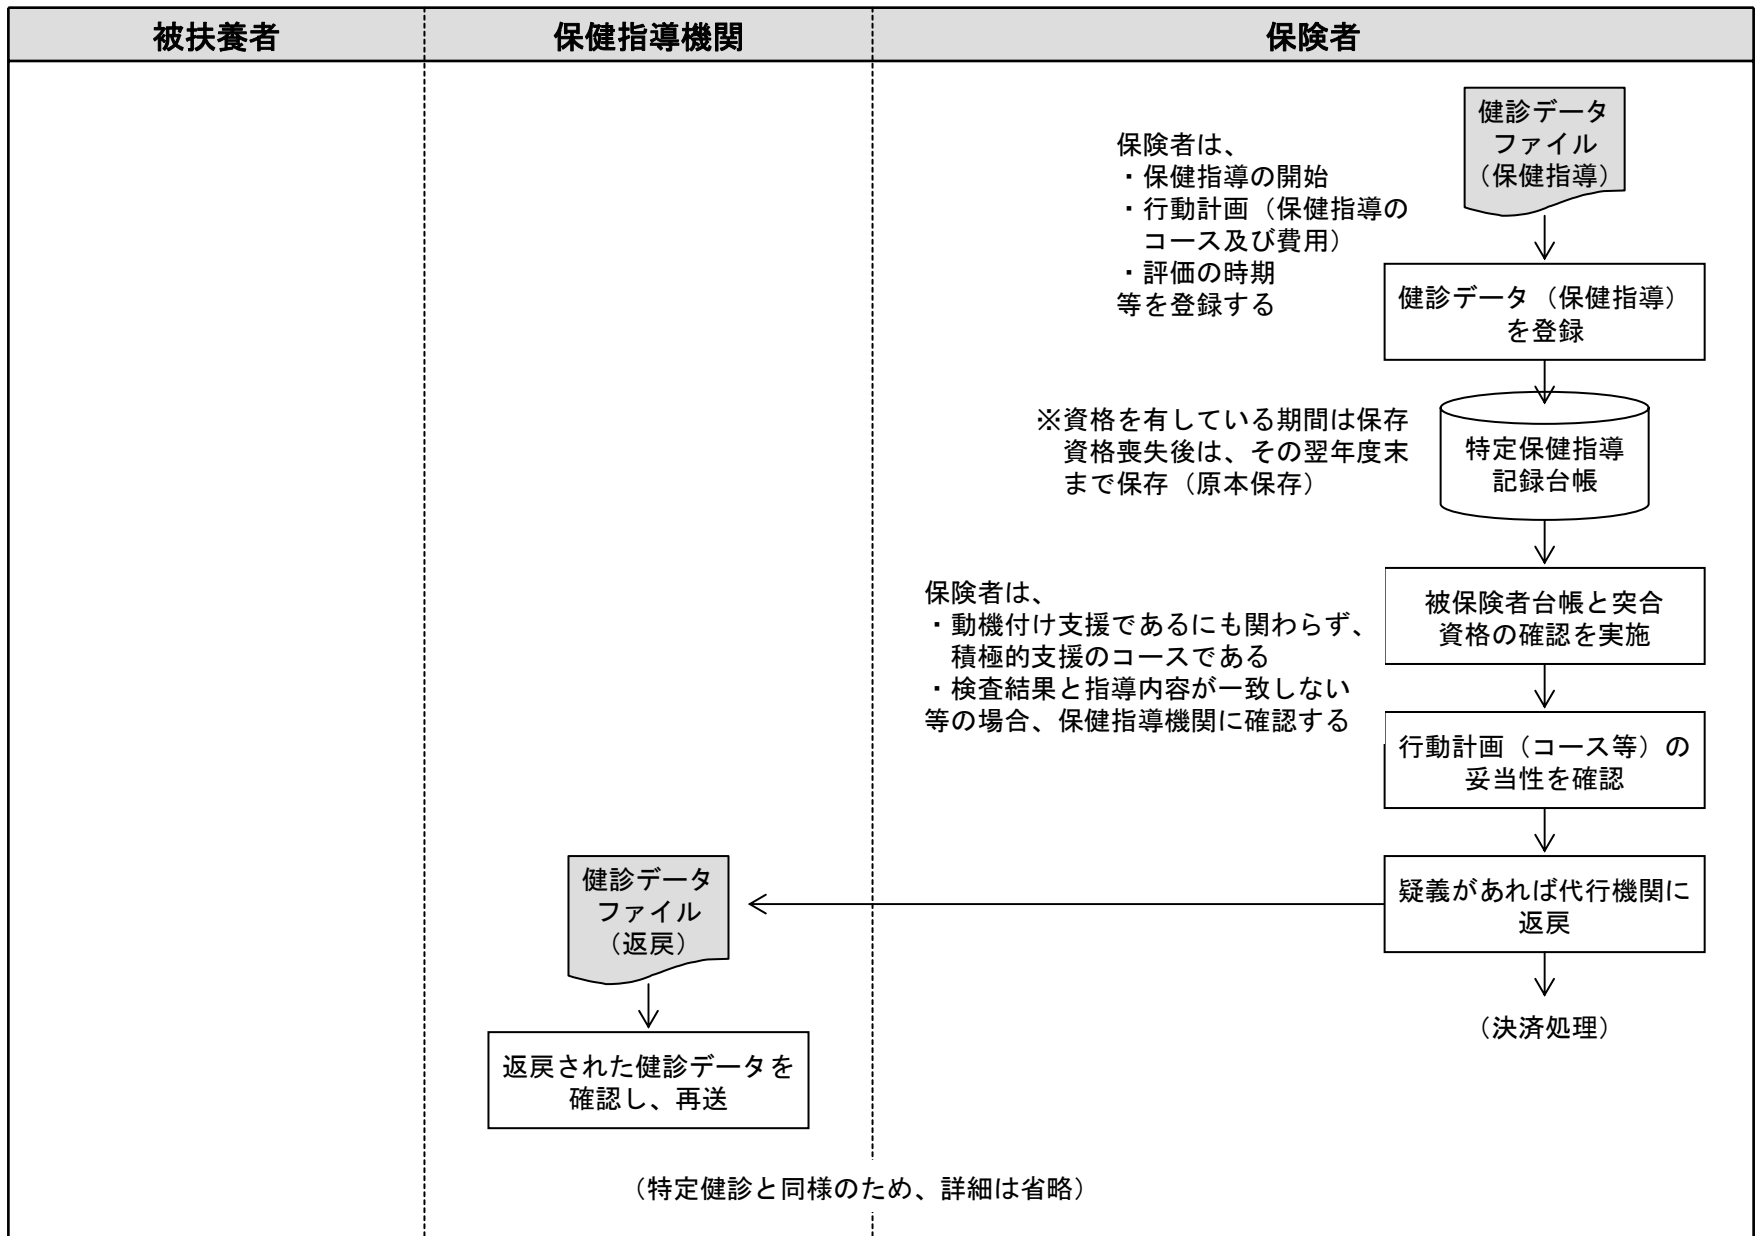 被扶養者
保健指導機関
保険者
健診データ
ファイル
（保健指導）
保険者は、
・保健指導の開始
・行動計画（保健指導の
コース及び費用）
・評価の時期
等を登録する
健診データ（保健指導）
を登録
※資格を有している期間は保存
資格喪失後は、その翌年度末
まで保存（原本保存）
特定保健指導
記録台帳
保険者は、
・動機付け支援であるにも関わらず、
積極的支援のコースである
・検査結果と指導内容が一致しない
等の場合、保健指導機関に確認する
被保険者台帳と突合
資格の確認を実施
行動計画（コース等）の
妥当性を確認
健診データ
ファイル
（返戻）
疑義があれば代行機関に
返戻
返戻された健診データを
確認し、再送
（決済処理）
（特定健診と同様のため、詳細は省略）